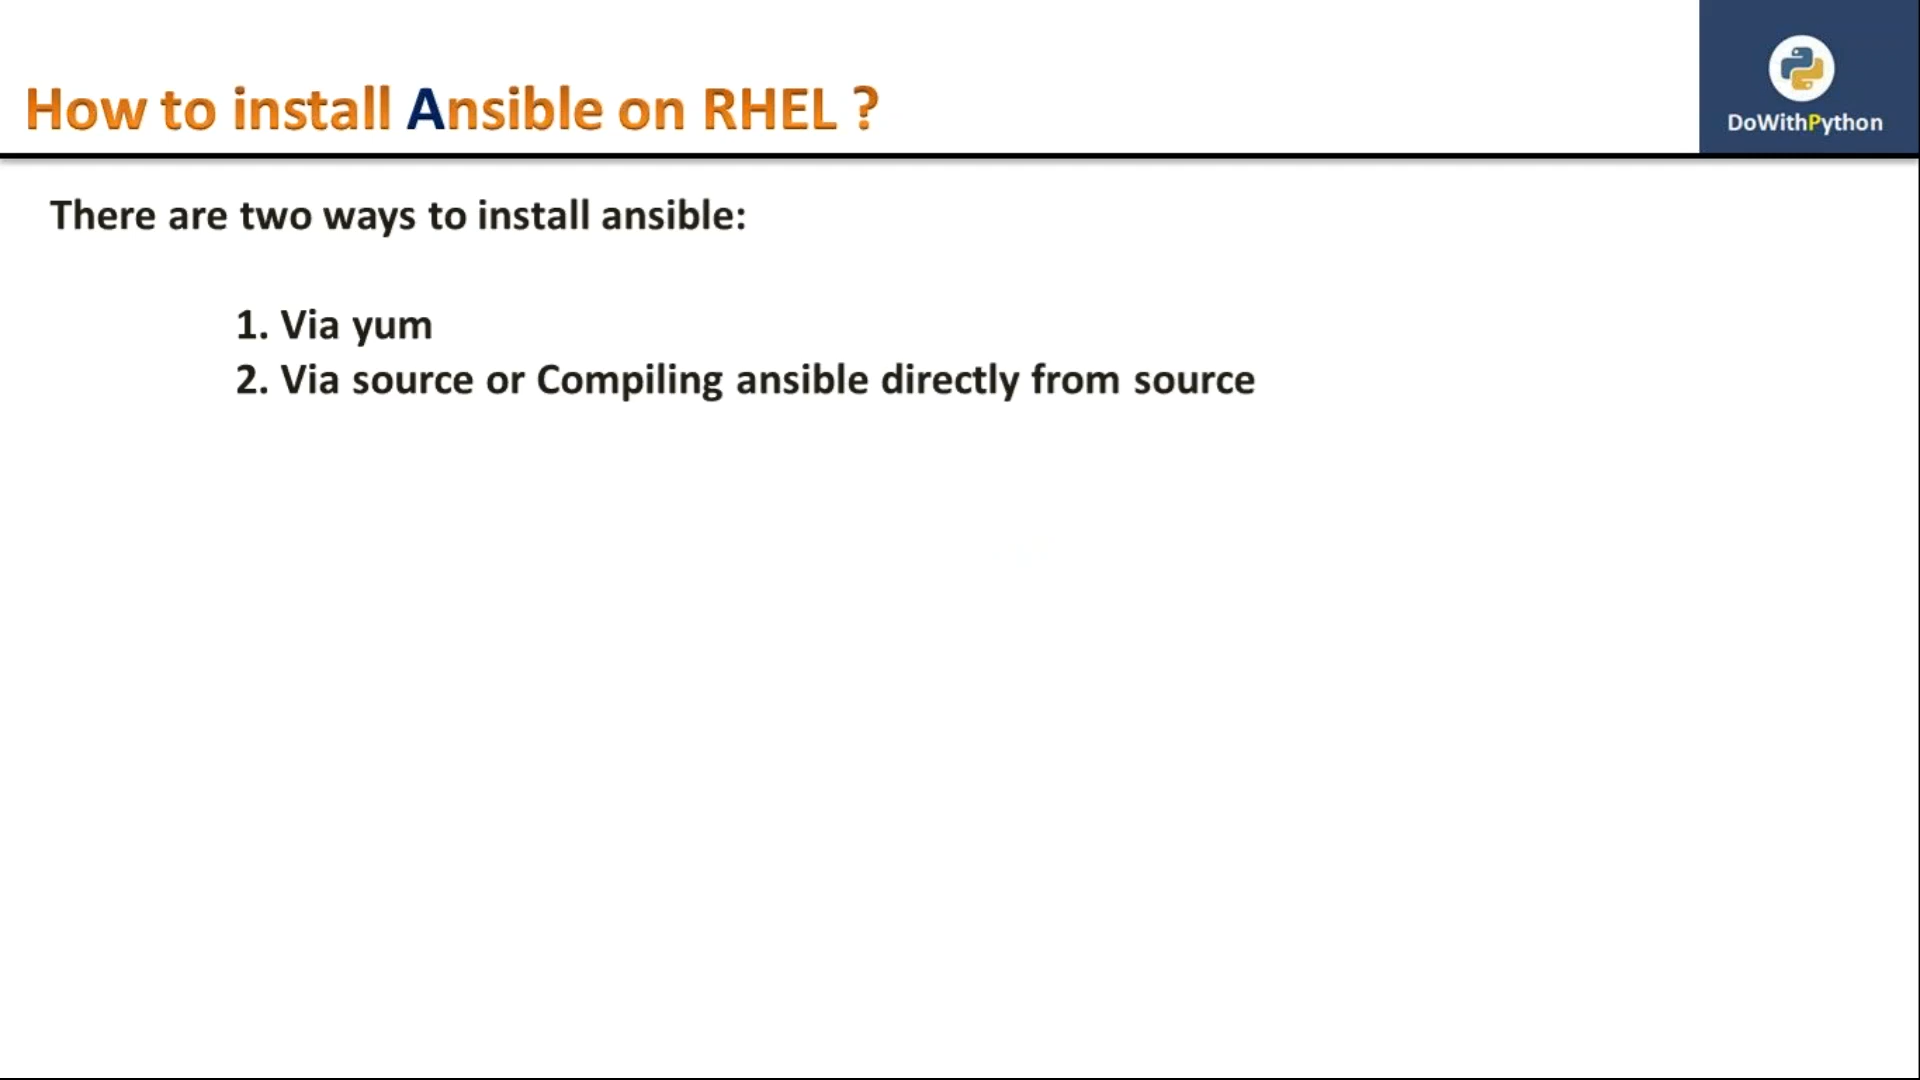 How to install Ansible on RHEL ?
DoWithPython
There are two ways to install ansible:
1. Via yum
2. Via source or Compiling ansible directly from source